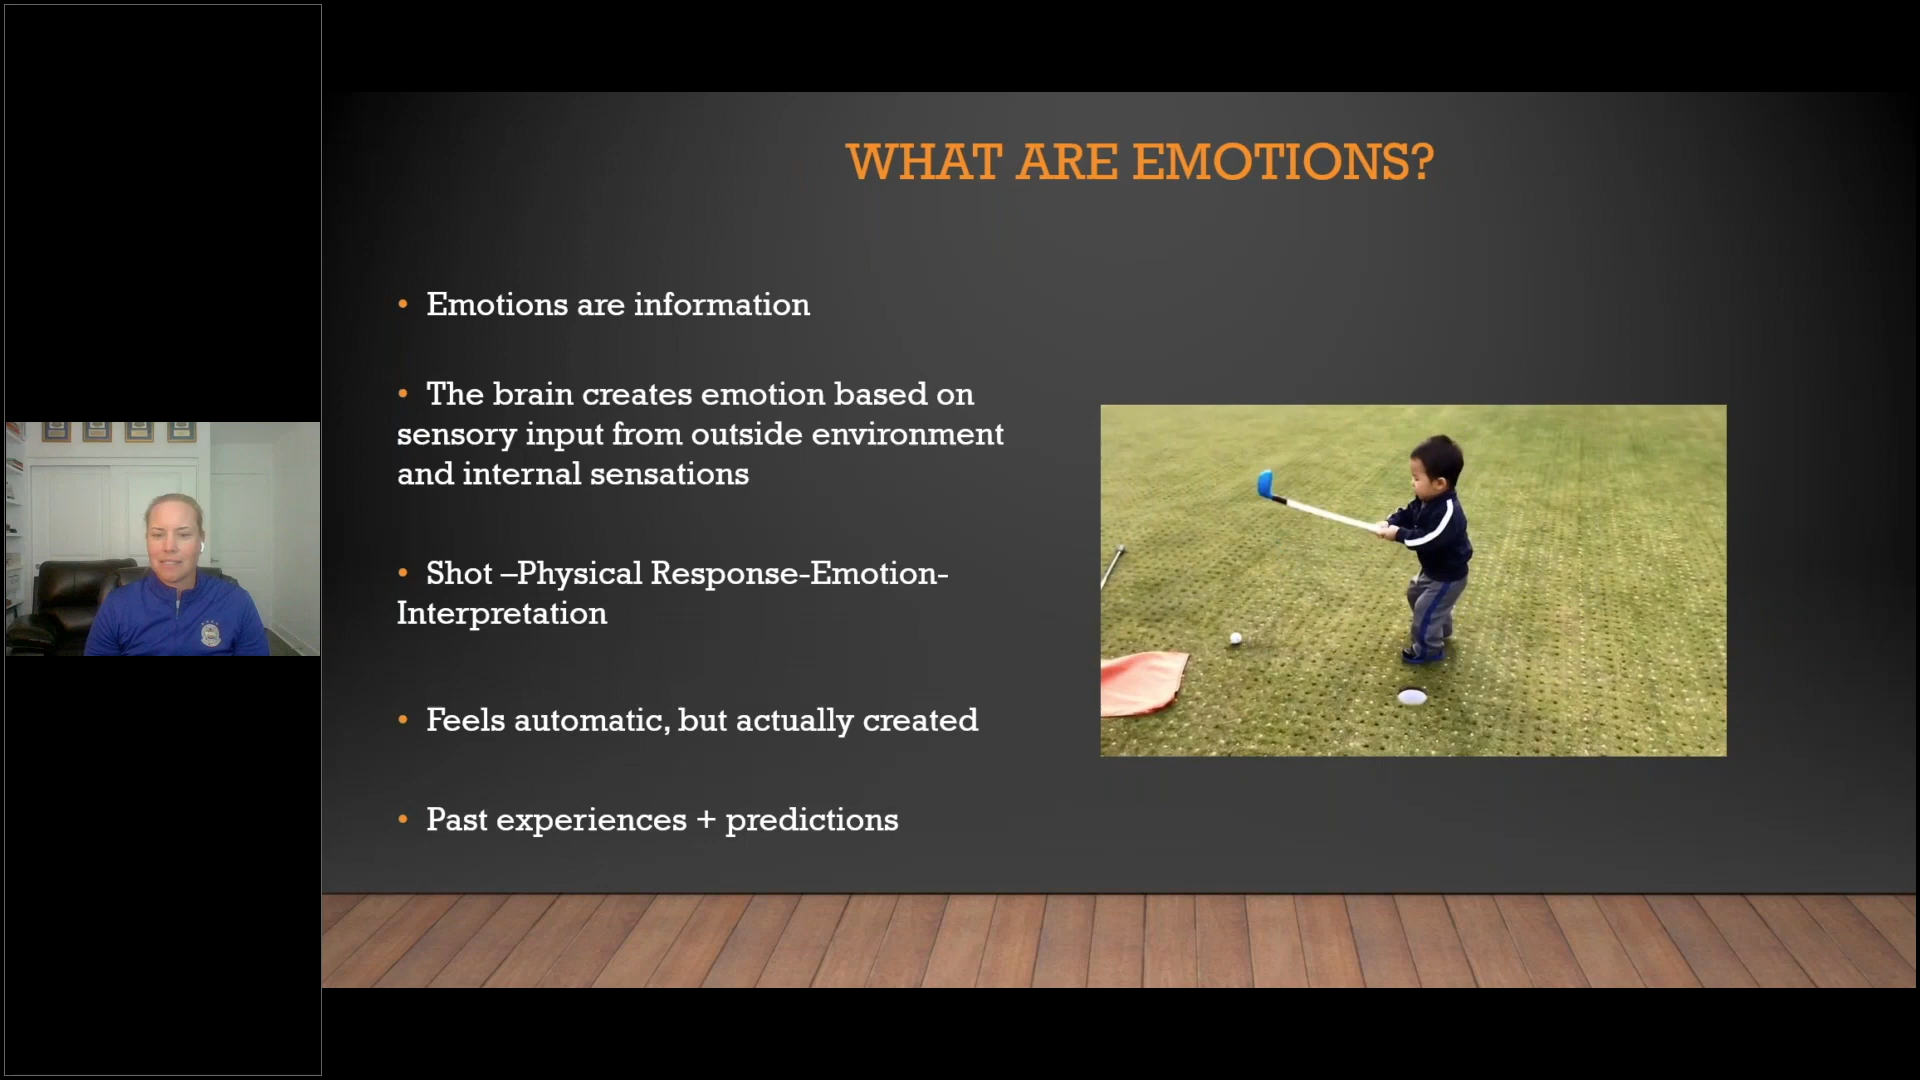 WHAT ARE EMOTIONS?
• Emotions are information
• The brain creates emotion based on
sensory input from outside environment
and internal sensations
• Shot –Physical Response-Emotion-
Interpretation
• Feels automatic, but actually created
• Past experiences + predictions